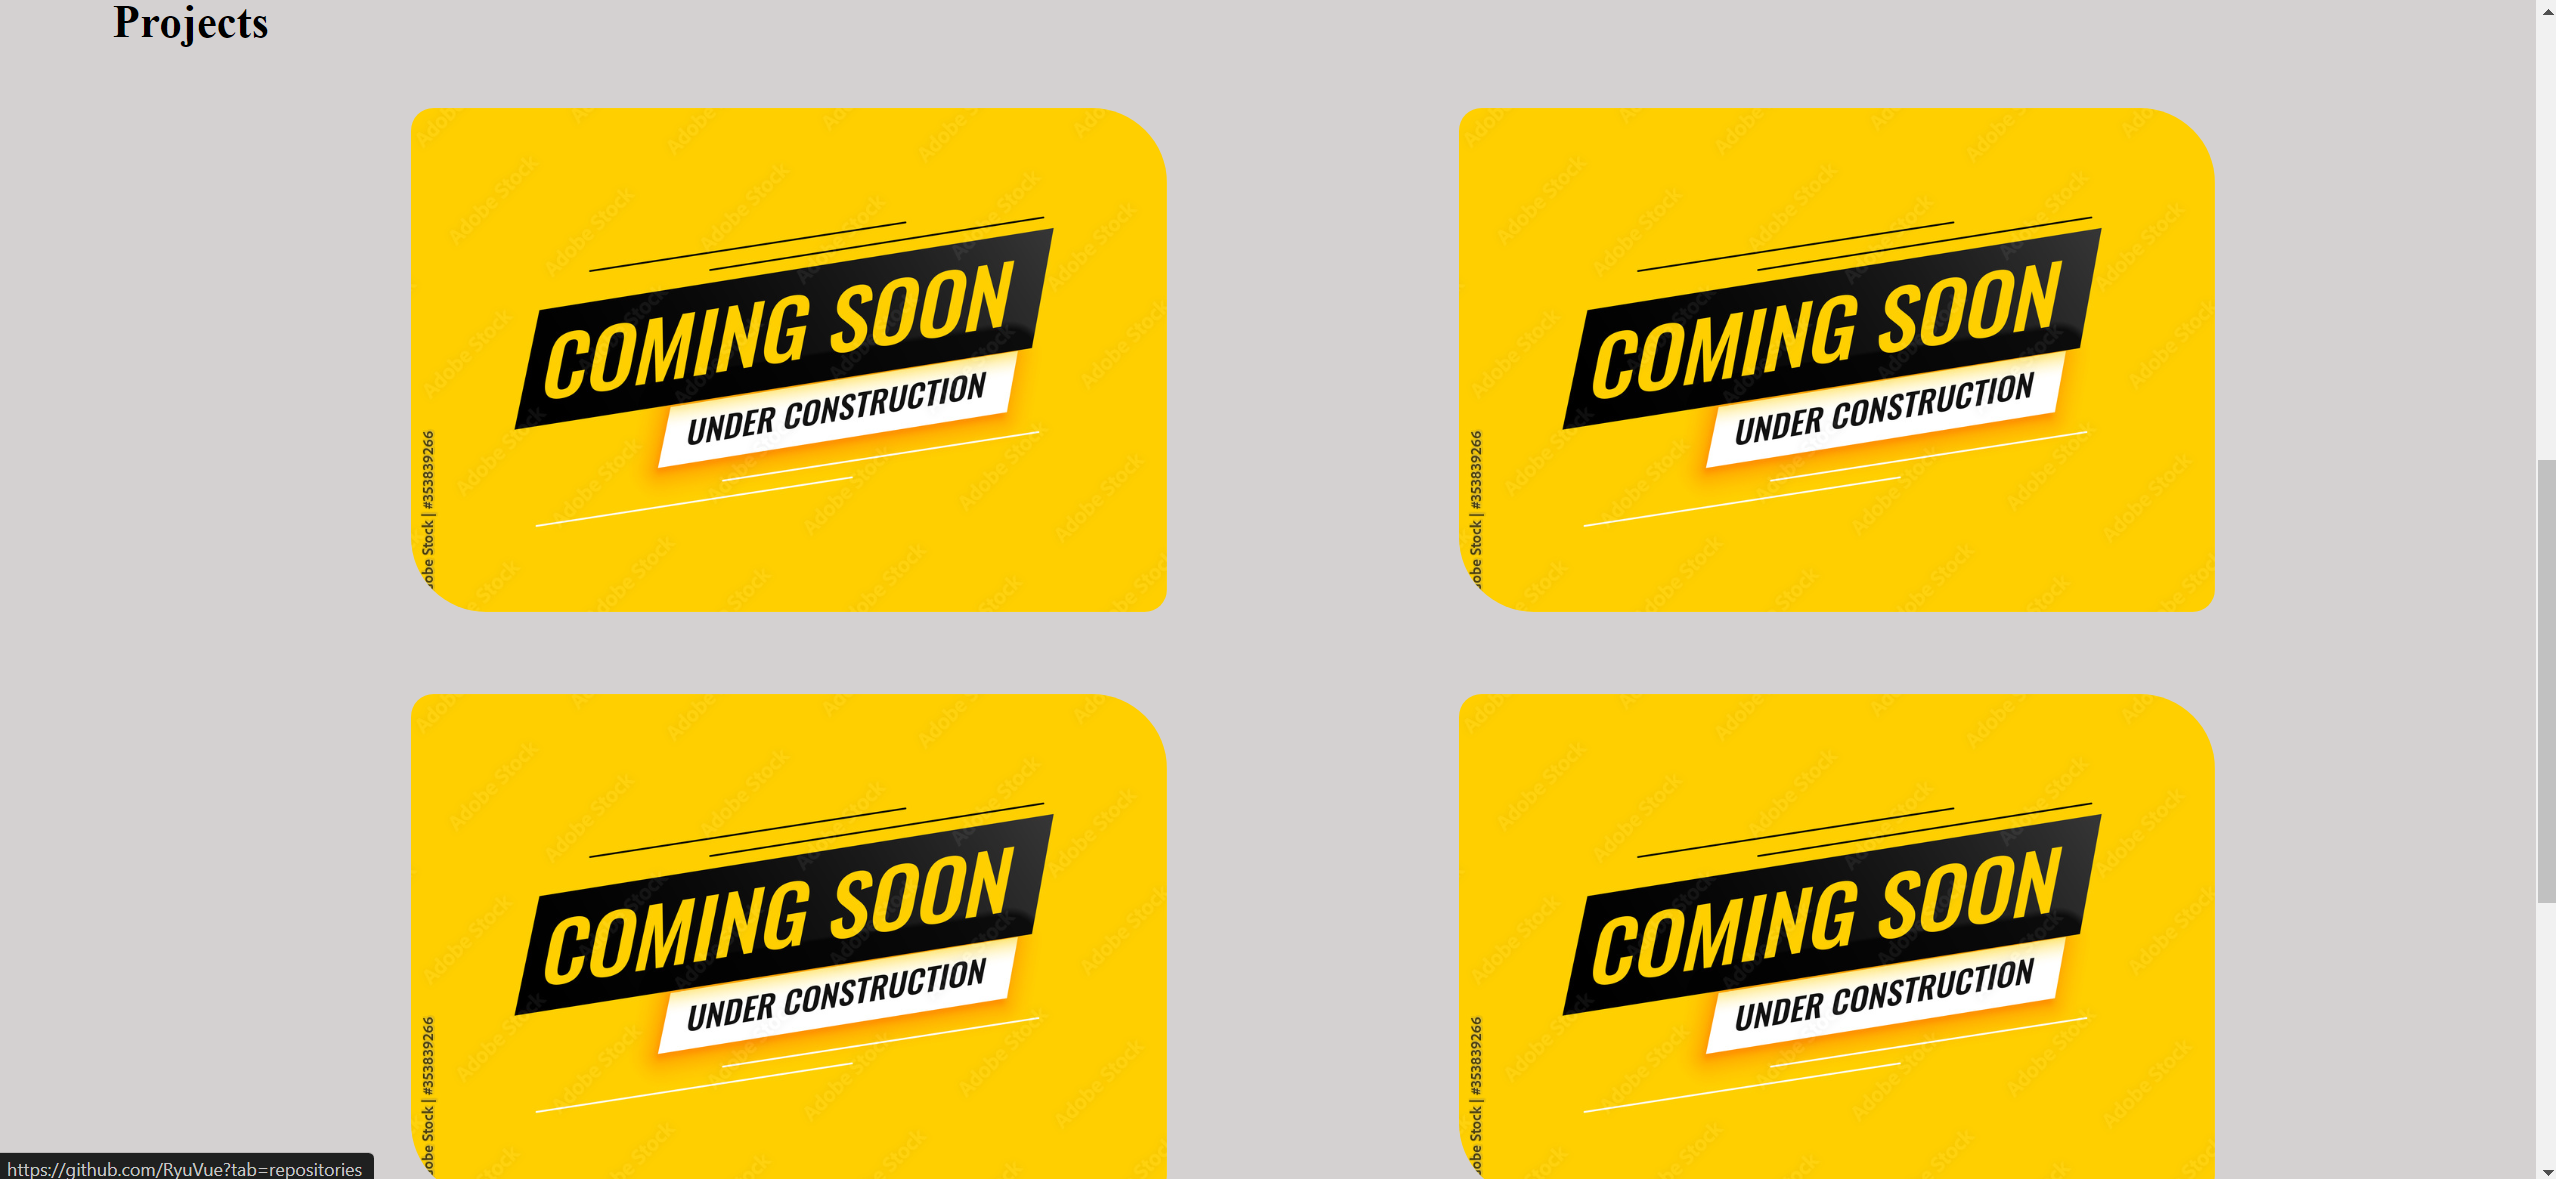 Projects
COMING SOON
UNDER CONSTRUCTION
obe Stock | #353839266
COMING SOON
UNDER CONSTRUCTION
obe Stock | #353839266
COMING SOON
UNDER CONSTRUCTION
obe Stock | #353839266
COMING SOON
UNDER CONSTRUCTION
obe Stock | #353839266
https://github.com/RyuVue?tab=repositories